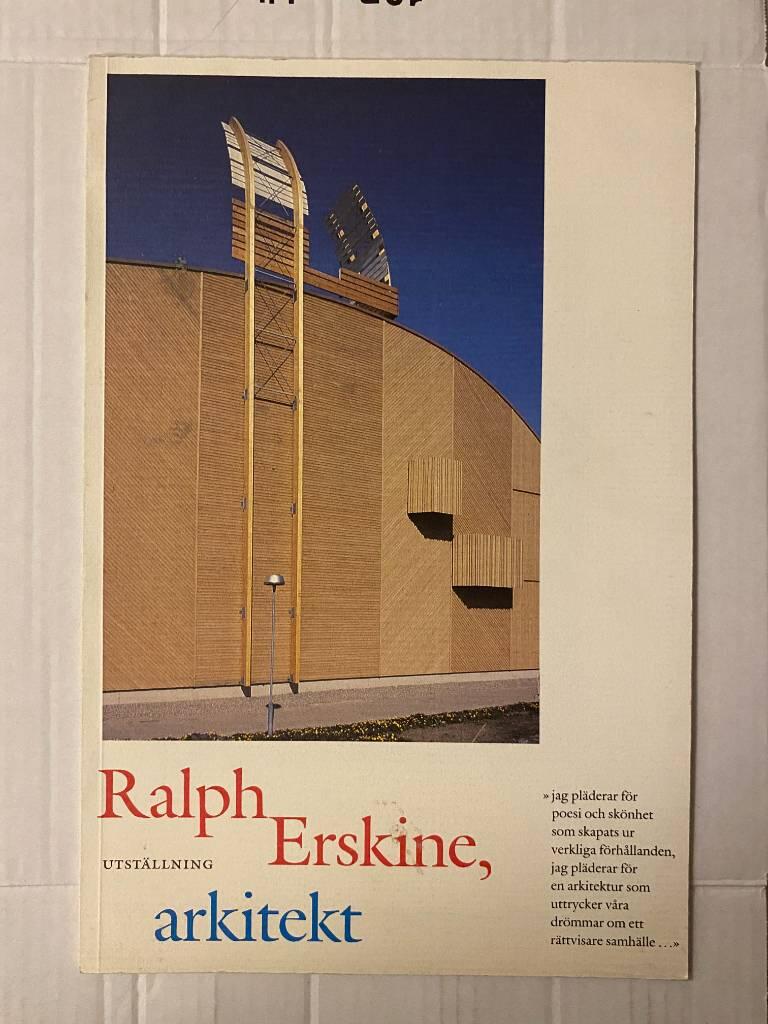 Ralph
Erskine,
UTSTÄLLNING
arkitekt
» jag pläderar för
poesi och skönhet
som skapats ur
verkliga förhållanden,
jag pläderar för
en arkitektur som
uttrycker våra
drömmar om ett
rättvisare samhälle ...»